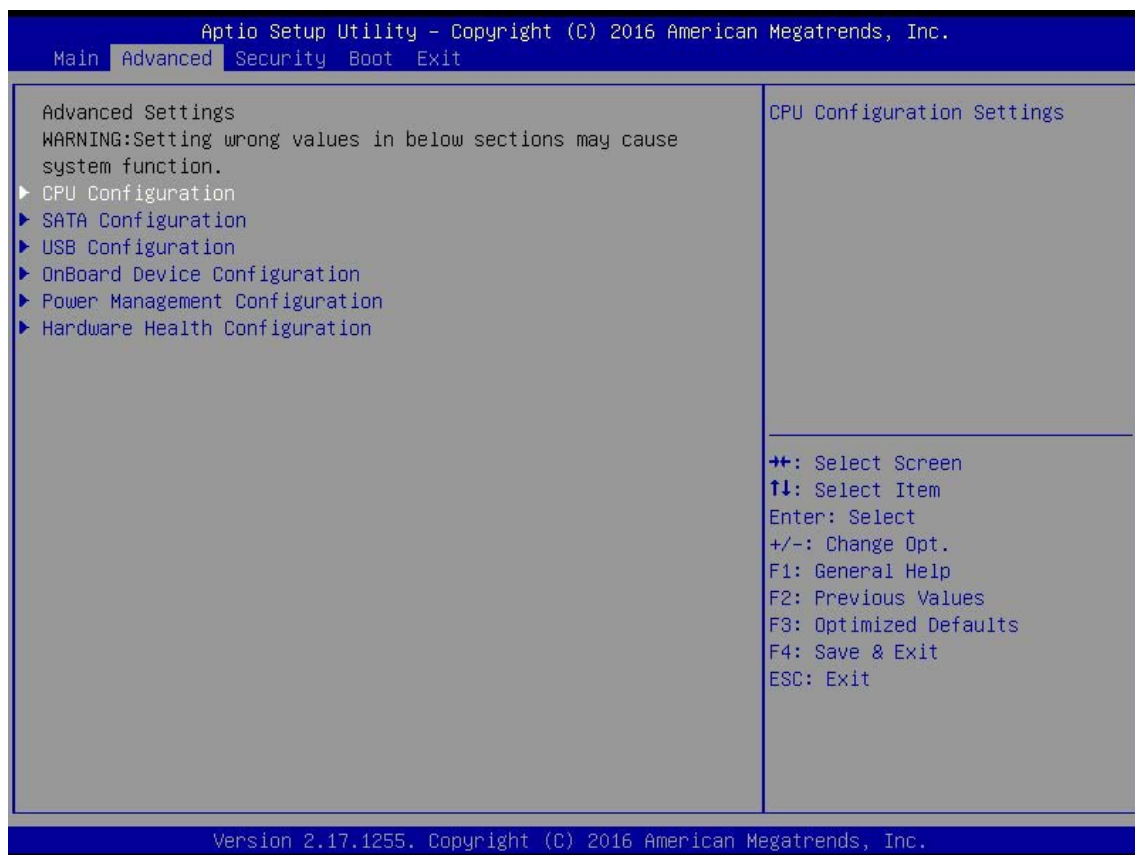 Aptio Setup Utility – Copyright (C) 2016 American Megatrends, Inc.
Main Advanced Security Boot Exit
Advanced Settings
WARNING:Setting wrong values in below sections may cause
system function.
► CPU Configuration
► SATA Configuration
► USB Configuration
► OnBoard Device Configuration
► Power Management Configuration
► Hardware Health Configuration
CPU Configuration Settings
→←: Select Screen
↑↓: Select Item
Enter: Select
+/-: Change Opt.
F1: General Help
F2: Previous Values
F3: Optimized Defaults
F4: Save & Exit
ESC: Exit
Version 2.17.1255. Copyright (C) 2016 American Megatrends, Inc.